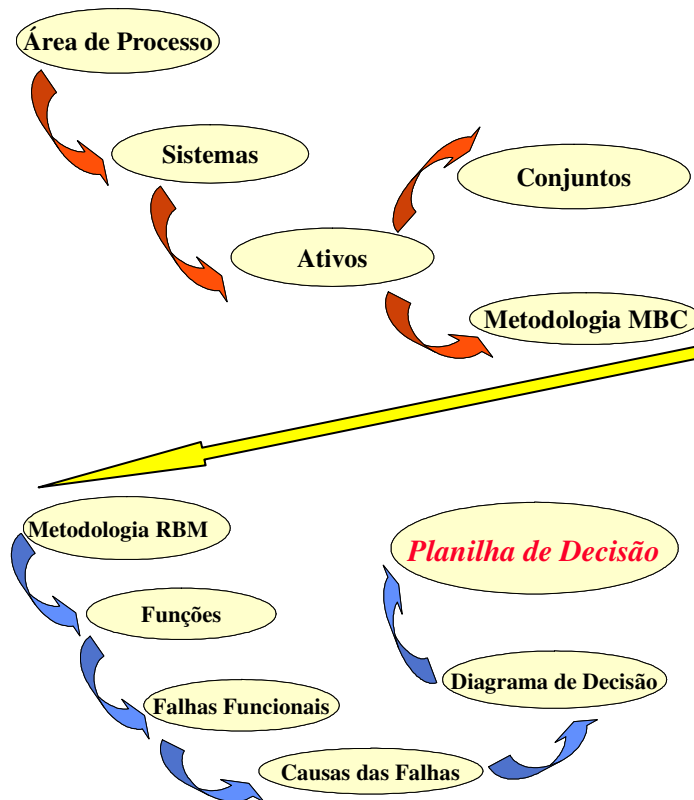 Área de Processo
Sistemas
Conjuntos
Ativos
Metodologia MBC
Metodologia RBM
Planilha de Decisão
Funções
Diagrama de Decisão
Falhas Funcionais
Causas das Falhas